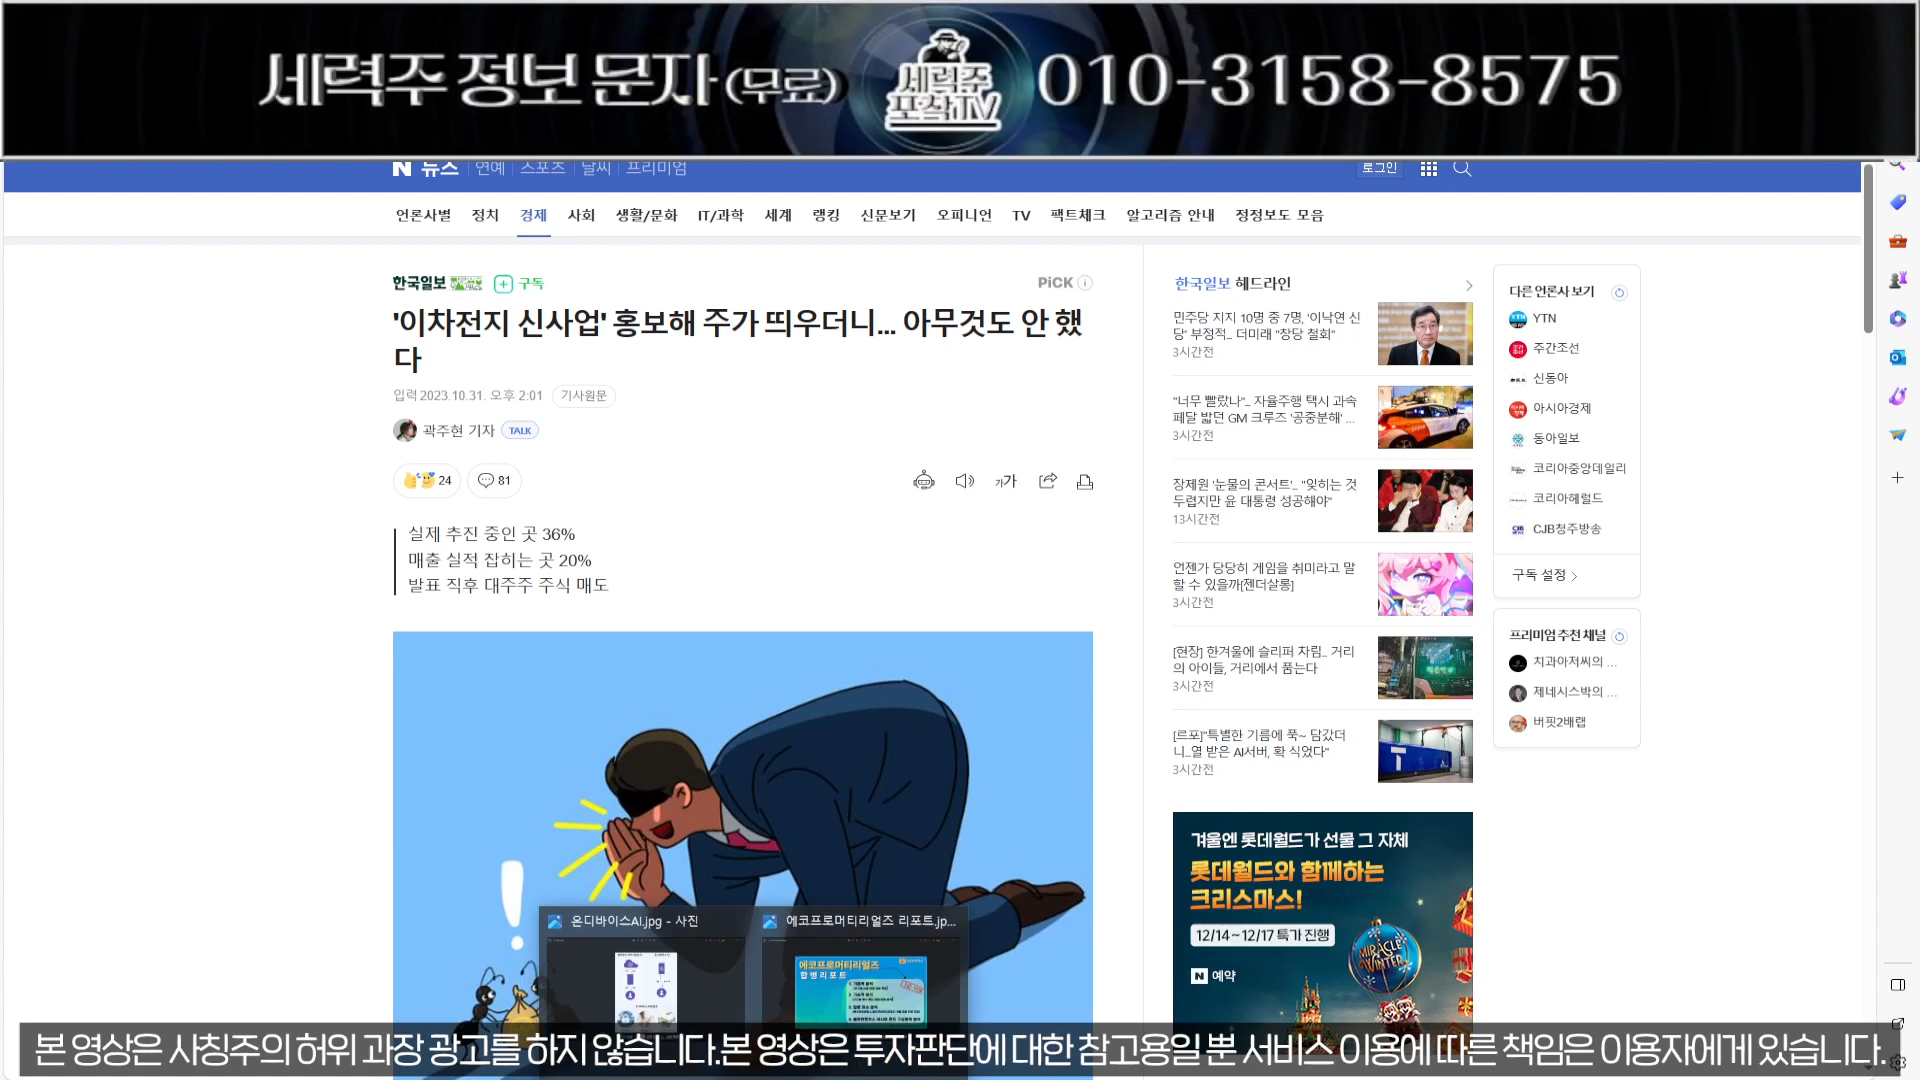 세력주 정보 문자 (무료)
세력주
포착TV
010-3158-8575
N 뉴스 연예 스포츠 날씨 프리미엄
로그인
언론사별 정치 경제 사회 생활/문화 IT/과학 세계 랭킹 신문보기 오피니언 TV 팩트체크 알고리즘 안내 정정보도 모음
한국일보 구독
PiCK
'이차전지 신사업' 홍보해 주가 띄우더니... 아무것도 안 했
다
입력 2023.10.31. 오후 2:01 기사원문
곽주현 기자 TALK
24 81
가가
실제 추진 중인 곳 36%
매출 실적 잡히는 곳 20%
발표 직후 대주주 주식 매도
온디바이스AI.jpg - 사진
에코프로머티리얼즈 리포트.jp...
에코프로머티리얼즈
합병리포트
한국일보 헤드라인
민주당 지지 10명 중 7명, '이낙연 신
당' 부정적... 더미래 "창당 철회"
3시간전
"너무 빨랐나"... 자율주행 택시 과속
페달 밟던 GM 크루즈 '공중분해' ...
3시간전
장제원 '눈물의 콘서트'... "잊히는 것
두렵지만 윤 대통령 성공해야"
13시간전
언젠가 당당히 게임을 취미라고 말
할 수 있을까[젠더살롱]
3시간전
[현장] 한겨울에 슬리퍼 차림... 거리
의 아이들, 거리에서 품는다
3시간전
[르포]"특별한 기름에 푹~ 담갔더
니...열 받은 AI서버, 확 식었다"
3시간전
겨울엔 롯데월드가 선물 그 자체
롯데월드와 함께하는
크리스마스!
12/14~12/17 특가 진행
N 예약
MIRACLE
WINTER
다른 언론사 보기
YTN
주간조선
신동아
아시아경제
동아일보
코리아중앙데일리
코리아헤럴드
CJB청주방송
구독 설정
프리미엄 추천 채널
치과아저씨의 ...
제네시스박의 ...
버핏2배랩
본 영상은 사칭주의 허위 과장 광고를 하지 않습니다.본 영상은 투자판단에 대한 참고용일 뿐 서비스 이용에 따른 책임은 이용자에게 있습니다.